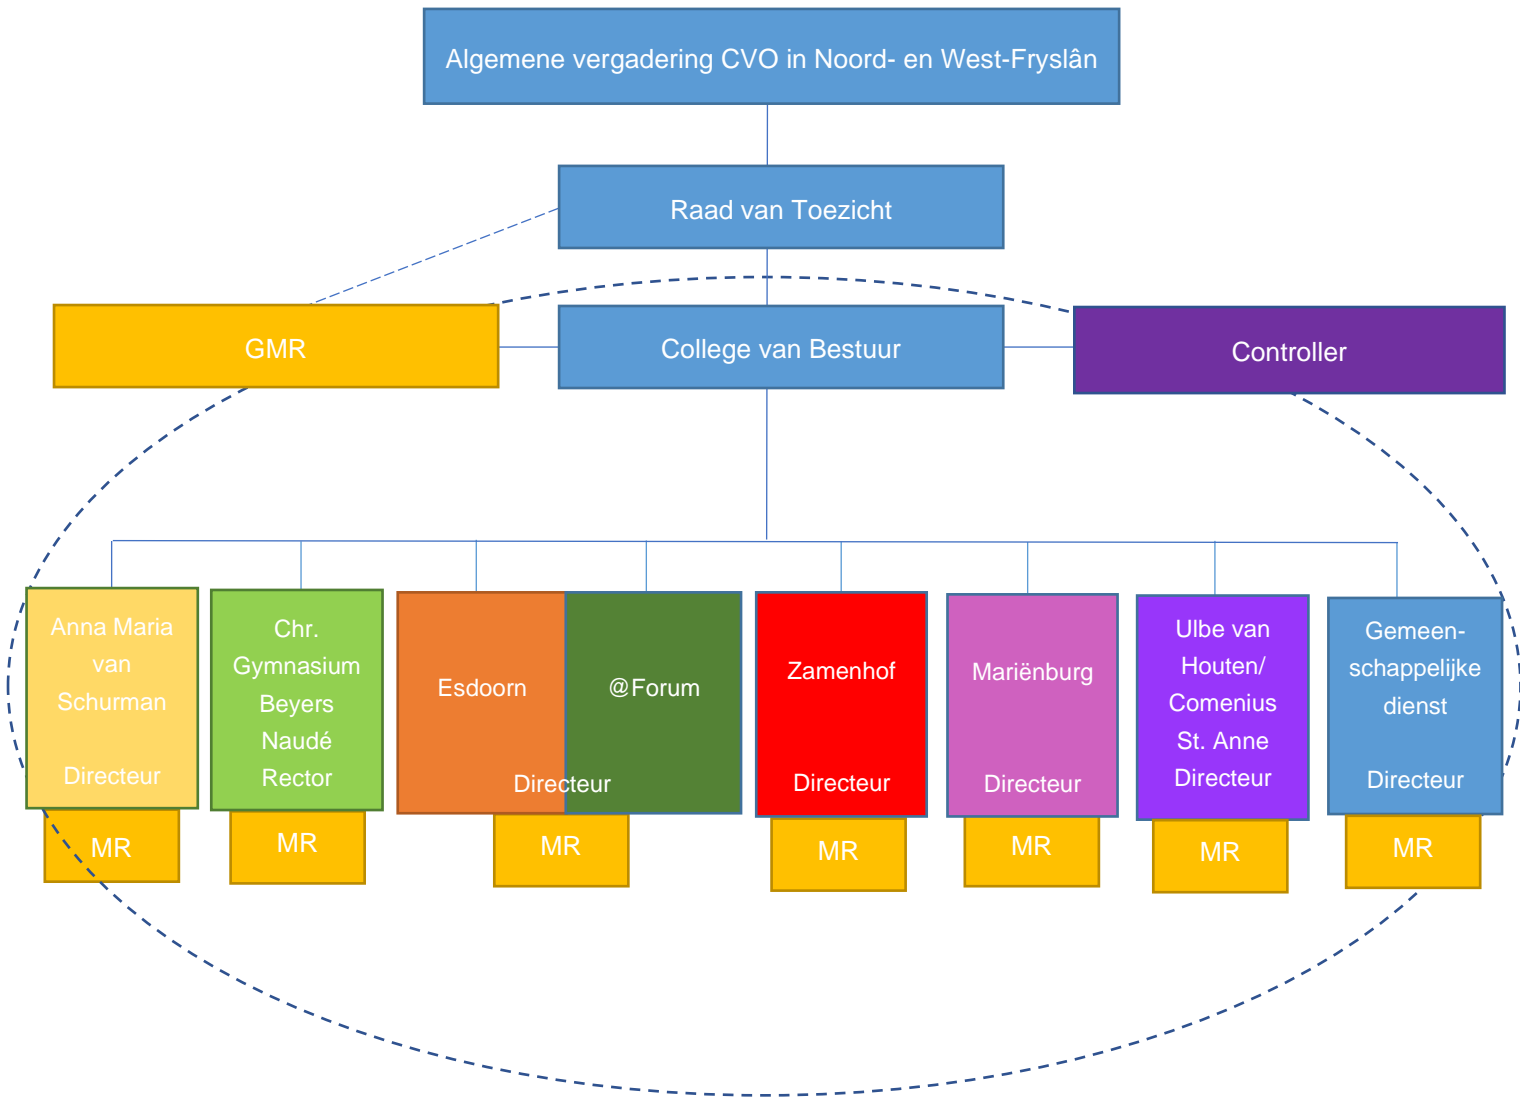 Algemene vergadering CVO in Noord- en West-Fryslân
Raad van Toezicht
GMR
College van Bestuur
Controller
Anna Maria
van
Schurman
Directeur
MR
Chr.
Gymnasium
Beyers
Naudé
Rector
MR
Esdoorn
@Forum
Directeur
MR
Zamenhof
Directeur
MR
Mariënburg
Directeur
MR
Ulbe van
Houten/
Comenius
St. Anne
Directeur
MR
Gemeen-
schappelijke
dienst
Directeur
MR